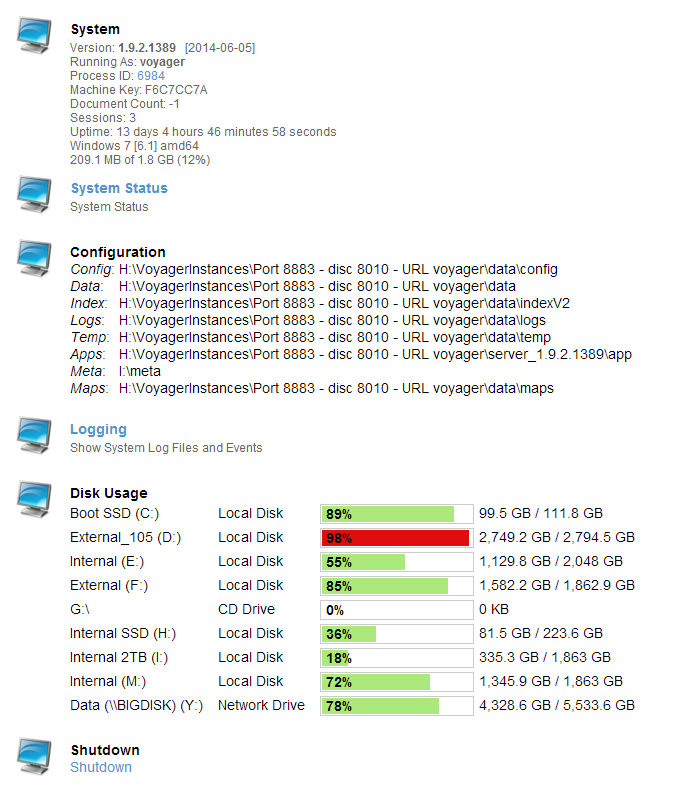 System
Version: 1.9.2.1389 [2014-06-05]
Running As: voyager
Process ID: 6984
Machine Key: F6C7CC7A
Document Count: -1
Sessions: 3
Uptime: 13 days 4 hours 46 minutes 58 seconds
Windows 7 [6.1] amd64
209.1 MB of 1.8 GB (12%)
System Status
System Status
Configuration
Config: H:\VoyagerInstances\Port 8883 - disc 8010 - URL voyager\data\config
Data: H:\VoyagerInstances\Port 8883 - disc 8010 - URL voyager\data
Index: H:\VoyagerInstances\Port 8883 - disc 8010 - URL voyager\data\indexV2
Logs: H:\VoyagerInstances\Port 8883 - disc 8010 - URL voyager\data\logs
Temp: H:\VoyagerInstances\Port 8883 - disc 8010 - URL voyager\data\temp
Apps: H:\VoyagerInstances\Port 8883 - disc 8010 - URL voyager\server_1.9.2.1389\app
Meta: I:\meta
Maps: H:\VoyagerInstances\Port 8883 - disc 8010 - URL voyager\data\maps
Logging
Show System Log Files and Events
Disk Usage
Boot SSD (C:) Local Disk 89% 99.5 GB / 111.8 GB
External_105 (D:) Local Disk 98% 2,749.2 GB / 2,794.5 GB
Internal (E:) Local Disk 55% 1,129.8 GB / 2,048 GB
External (F:) Local Disk 85% 1,582.2 GB / 1,862.9 GB
G:\ CD Drive 0% 0 KB
Internal SSD (H:) Local Disk 36% 81.5 GB / 223.6 GB
Internal 2TB (I:) Local Disk 18% 335.3 GB / 1,863 GB
Internal (M:) Local Disk 72% 1,345.9 GB / 1,863 GB
Data (\\BIGDISK) (Y:) Network Drive 78% 4,328.6 GB / 5,533.6 GB
Shutdown
Shutdown